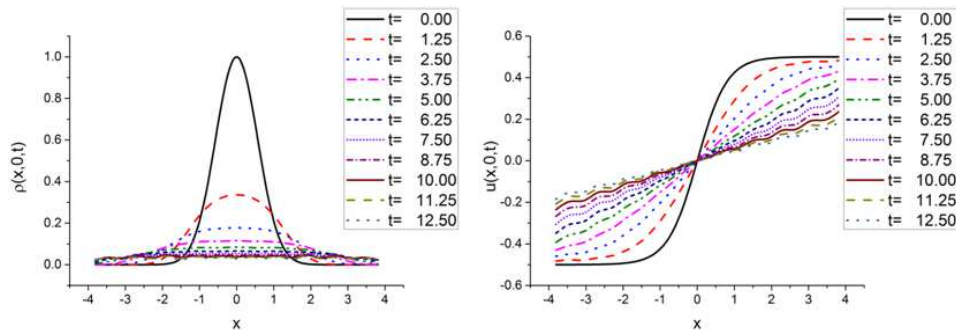 ρ(x,0,t)
1.0
0.8
0.6
0.4
0.2
0.0
-4 -3 -2 -1 0 1 2 3 4
x
t= 0.00
t= 1.25
t= 2.50
t= 3.75
t= 5.00
t= 6.25
t= 7.50
t= 8.75
t= 10.00
t= 11.25
t= 12.50
u(x,0,t)
0.6
0.4
0.2
0.0
-0.2
-0.4
-0.6
-4 -3 -2 -1 0 1 2 3 4
x
t= 0.00
t= 1.25
t= 2.50
t= 3.75
t= 5.00
t= 6.25
t= 7.50
t= 8.75
t= 10.00
t= 11.25
t= 12.50